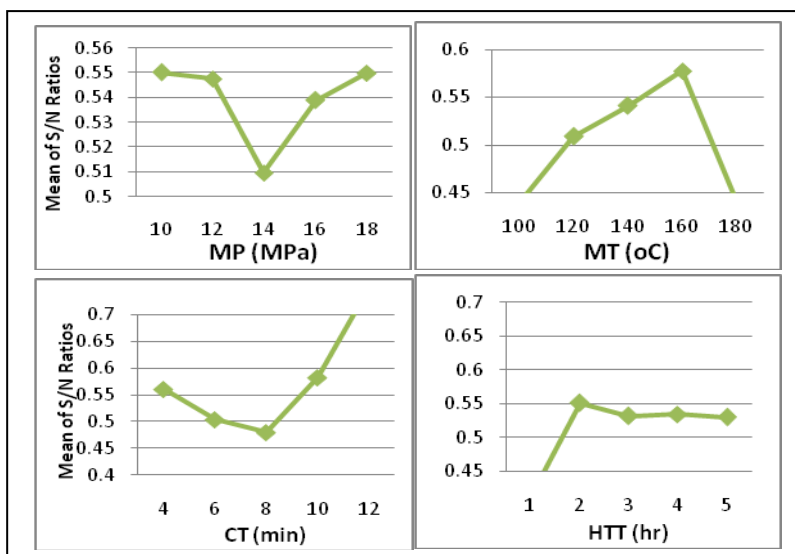 Mean of S/N Ratios
0.56
0.55
0.54
0.53
0.52
0.51
0.5
10 12 14 16 18
MP (MPa)
0.6
0.55
0.5
0.45
100 120 140 160 180
MT (oC)
Mean of S/N Ratios
0.7
0.65
0.6
0.55
0.5
0.45
0.4
4 6 8 10 12
CT (min)
0.7
0.65
0.6
0.55
0.5
0.45
1 2 3 4 5
HTT (hr)